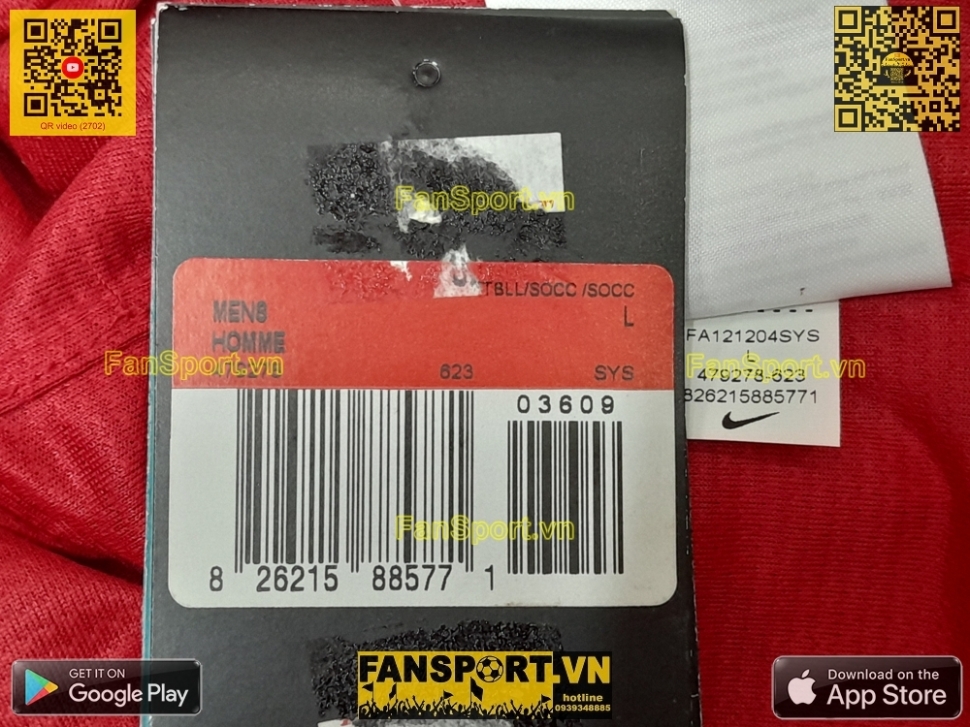 QR video (2702)
FanSport.vn
FTBLL/SOCC /SOCC
MENS
L
HOMME
FanSport.vn
623
SYS
03609
FA121204SYS
L
479278-623
826215885771
FanSport.vn
FanSport.vn
8 26215 88577 1
GET IT ON
Google Play
FANSPORT.VN
hotline
0939348885
Download on the
App Store